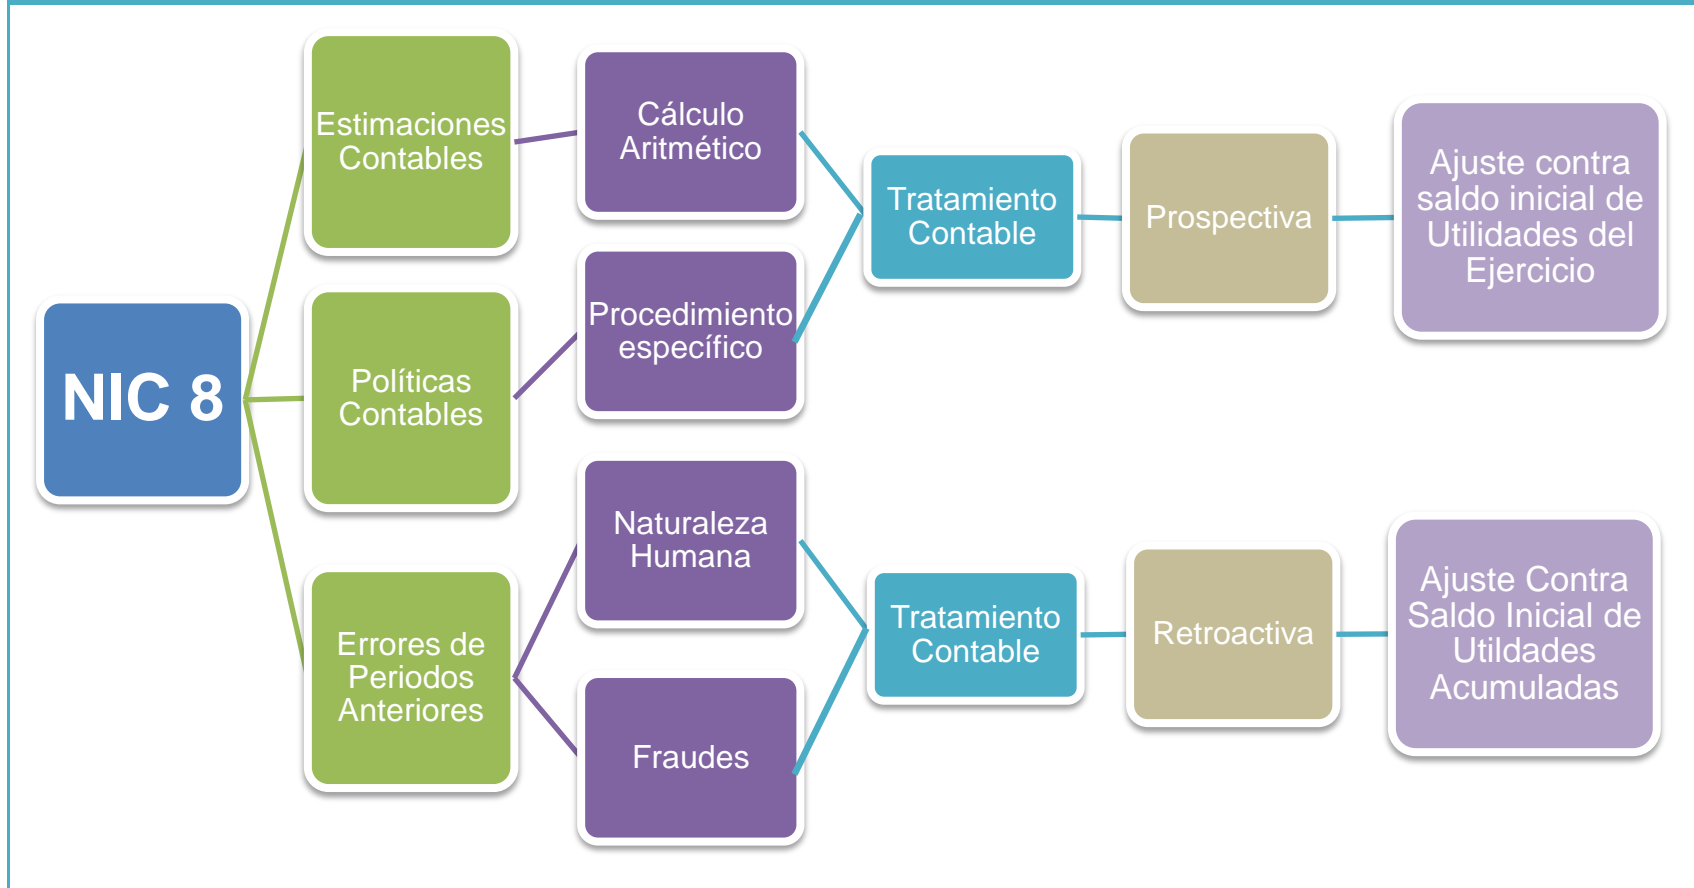 NIC 8
Estimaciones
Contables
Políticas
Contables
Errores de
Periodos
Anteriores
Cálculo
Aritmético
Procedimiento
específico
Naturaleza
Humana
Fraudes
Tratamiento
Contable
Prospectiva
Ajuste contra
saldo inicial de
Utilidades del
Ejercicio
Tratamiento
Contable
Retroactiva
Ajuste Contra
Saldo Inicial de
Utildades
Acumuladas